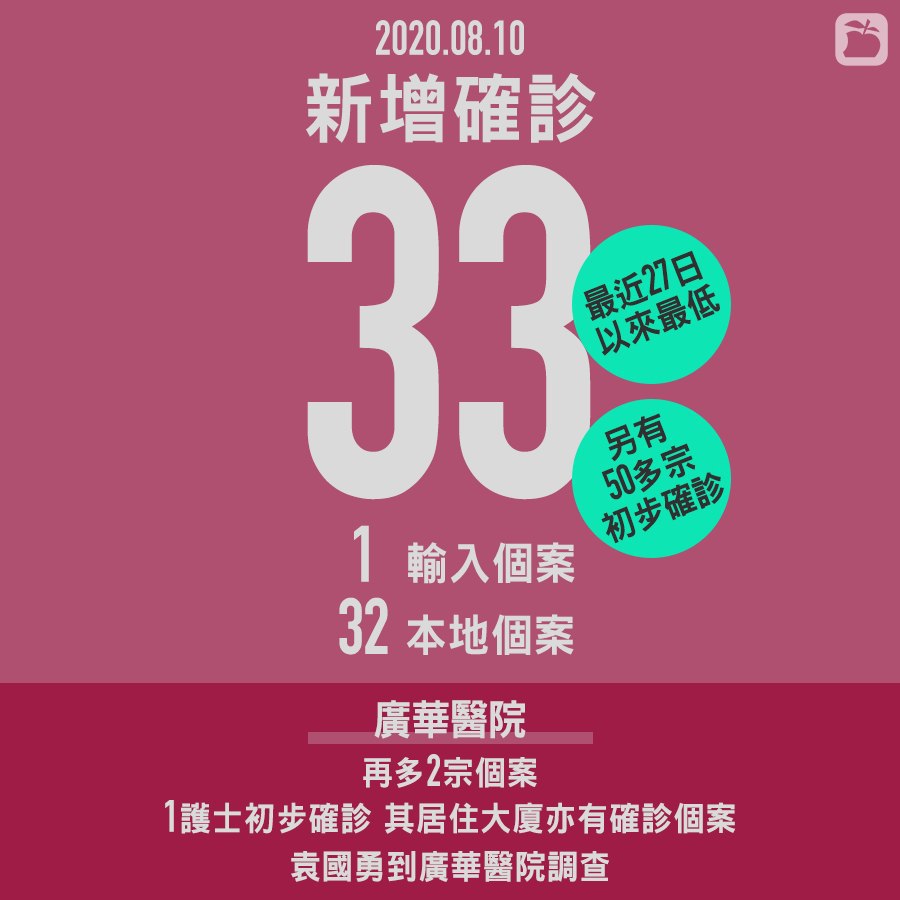 2020.08.10
新增確診
33
最近27日
以來最低
另有
50多宗
初步確診
1 輸入個案
32 本地個案
廣華醫院
再多2宗個案
1護士初步確診 其居住大廈亦有確診個案
袁國勇到廣華醫院調查